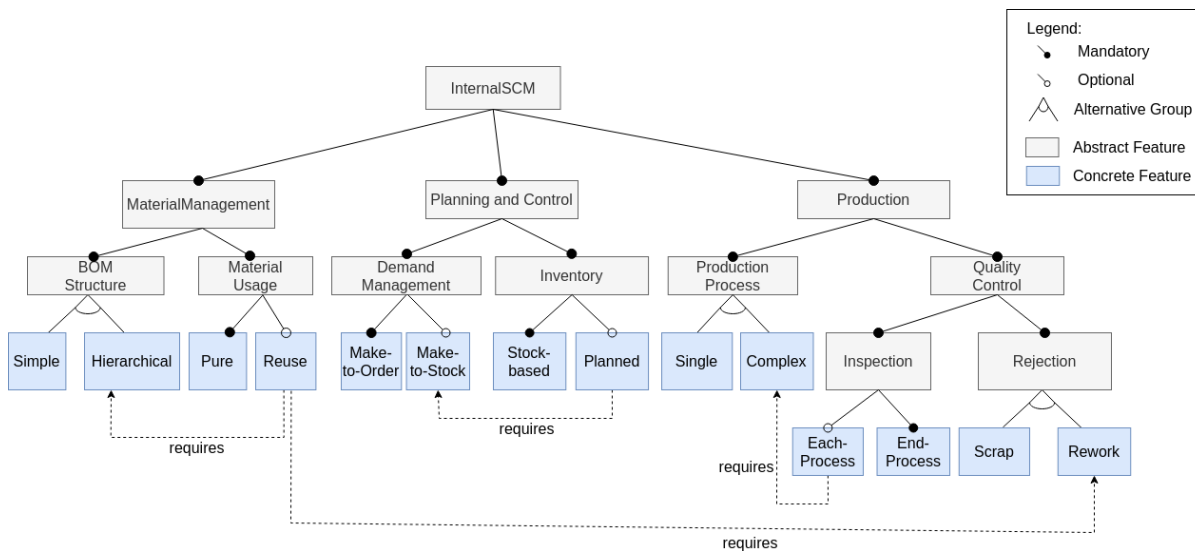 Legend:
Mandatory
Optional
Alternative Group
Abstract Feature
Concrete Feature
InternalSCM
MaterialManagement
Planning and Control
Production
BOM
Structure
Material
Usage
Demand
Management
Inventory
Production
Process
Quality
Control
Simple
Hierarchical
Pure
Reuse
Make-
to-Order
Make-
to-Stock
Stock-
based
Planned
Single
Complex
Inspection
Rejection
requires
requires
requires
Each-
Process
End-
Process
Scrap
Rework
requires